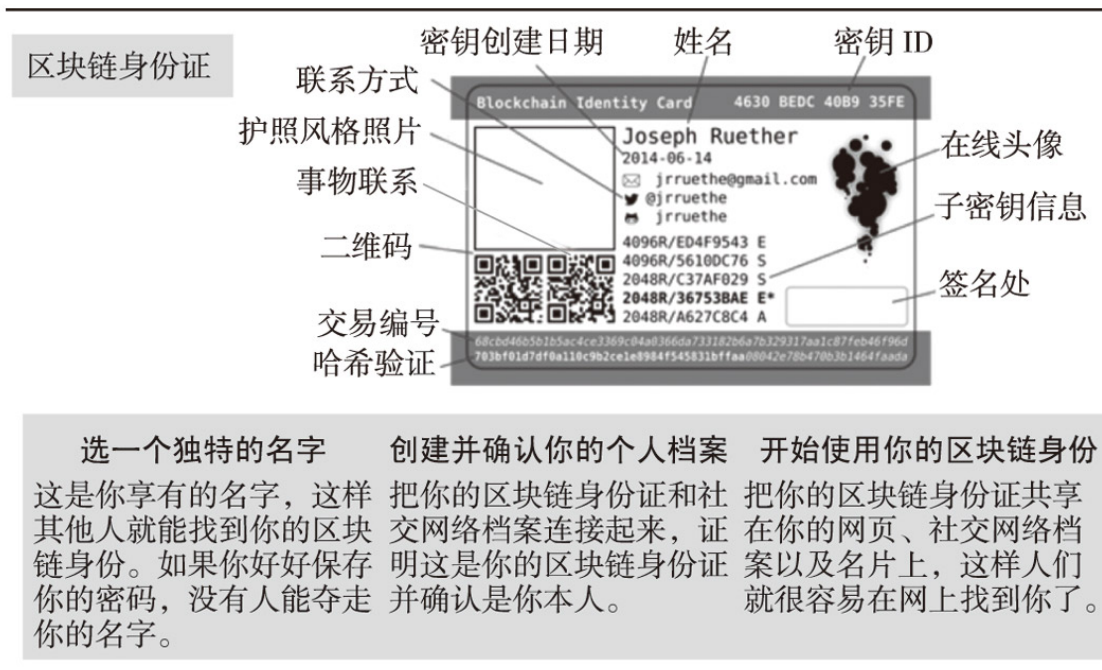 区块链身份证
密钥创建日期
姓名
密钥 ID
联系方式
护照风格照片
事物联系
二维码
交易编号
哈希验证
Blockchain Identity Card
4630 BEDC 40B9 35FE
Joseph Ruether
2014-06-14
jrruethe@gmail.com
@jrruethe
jrruethe
4096R/ED4F9543 E
4096R/5610DC76 S
2048R/C37AF029 S
2048R/36753BAE E*
2048R/A627C8C4 A
68cbd46b5b1b5ac4ce3369c04a0366da733182b6a7b329317aa1c87feb46f96d
703bf01d7df0a110c9b2ce1e8984f545831bffaa08042e78b470b3b1464faada
在线头像
子密钥信息
签名处
选一个独特的名字
这是你享有的名字，这样
其他人就能找到你的区块
链身份。如果你好好保存
你的密码，没有人能夺走
你的名字。
创建并确认你的个人档案
把你的区块链身份证和社
交网络档案连接起来，证
明这是你的区块链身份证
并确认是你本人。
开始使用你的区块链身份
把你的区块链身份证共享
在你的网页、社交网络档
案以及名片上，这样人们
就很容易在网上找到你了。